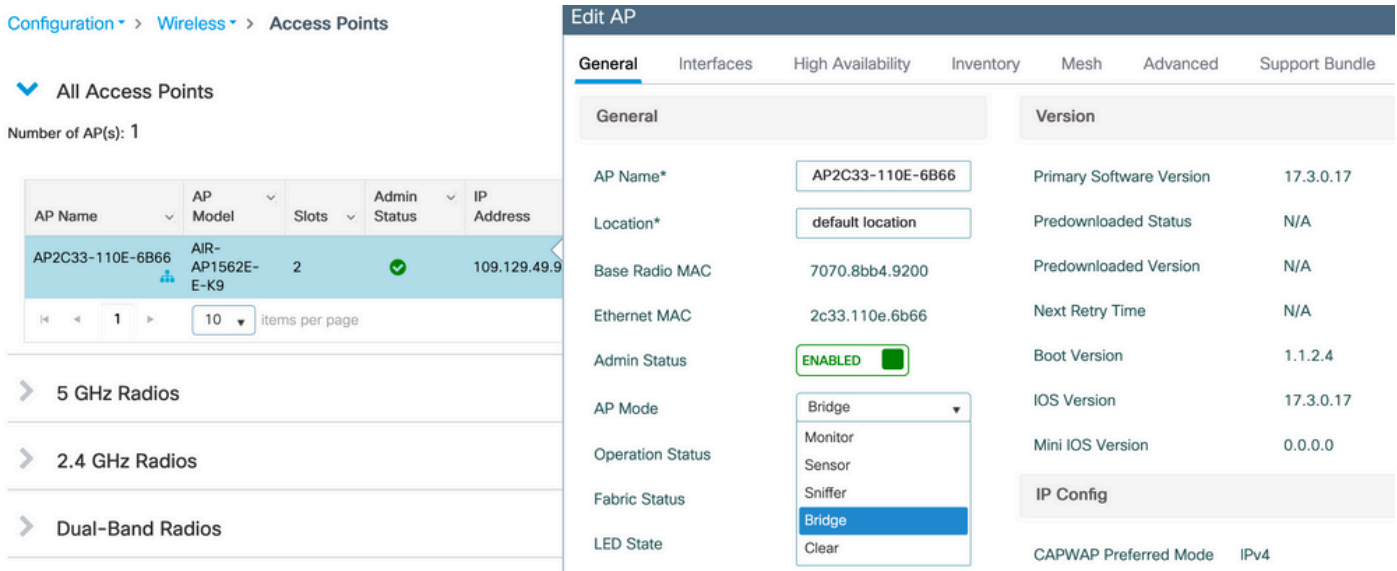 Configuration > Wireless > Access Points
All Access Points
Number of AP(s): 1
AP Name AP Model Slots Admin Status IP Address
AP2C33-110E-6B66 AIR-AP1562E-E-K9 2 109.129.49.9
1 10 items per page
5 GHz Radios
2.4 GHz Radios
Dual-Band Radios
Edit AP
General Interfaces High Availability Inventory Mesh Advanced Support Bundle
General
AP Name* AP2C33-110E-6B66
Location* default location
Base Radio MAC 7070.8bb4.9200
Ethernet MAC 2c33.110e.6b66
Admin Status ENABLED
AP Mode Bridge
Monitor
Sensor
Sniffer
Bridge
Clear
Operation Status
Fabric Status
LED State
Version
Primary Software Version 17.3.0.17
Predownloaded Status N/A
Predownloaded Version N/A
Next Retry Time N/A
Boot Version 1.1.2.4
IOS Version 17.3.0.17
Mini IOS Version 0.0.0.0
IP Config
CAPWAP Preferred Mode IPv4